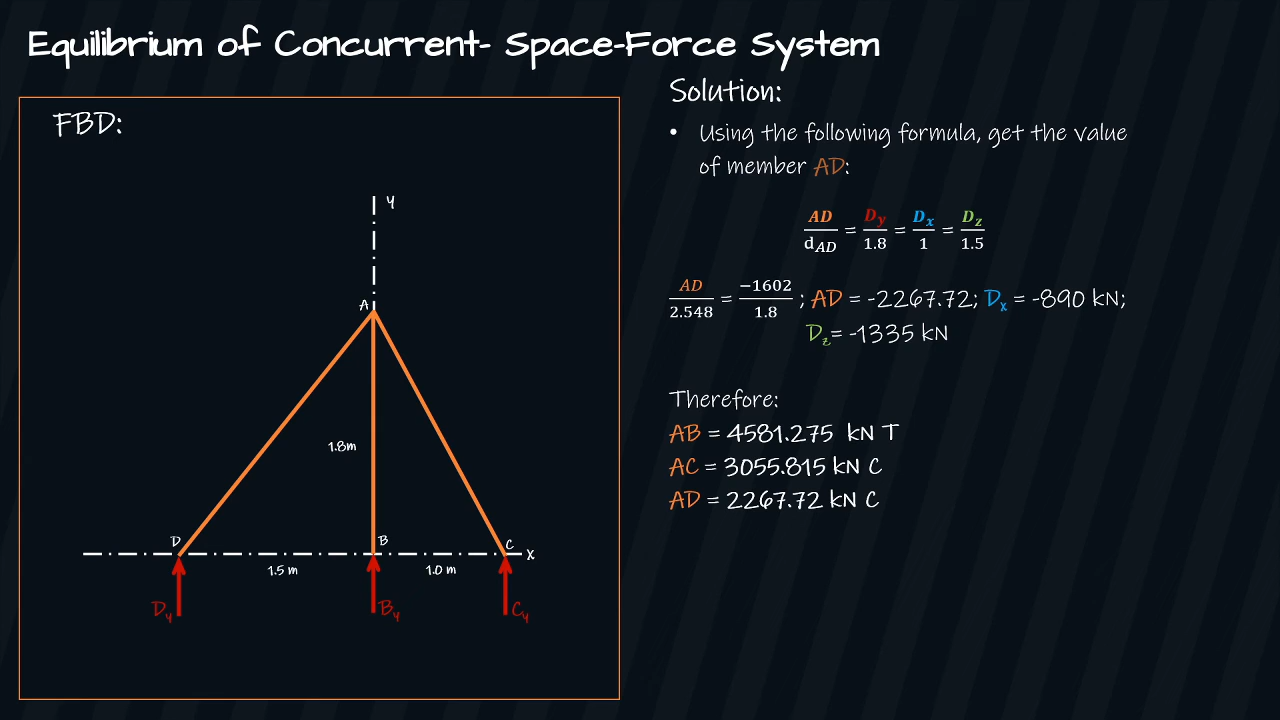 Equilibrium of Concurrent- Space-Force System
FBD:
Y
A
1.8m
D
B
C
X
1.5 m
1.0 m
Dy
By
Cy
Solution:
• Using the following formula, get the value
of member AD:
AD/dAD = Dy/1.8 = Dx/1 = Dz/1.5
AD/2.548 = −1602/1.8 ; AD = -2267.72; Dx = -890 kN;
Dz= -1335 kN
Therefore:
AB = 4581.275 kN T
AC = 3055.815 kN C
AD = 2267.72 kN C